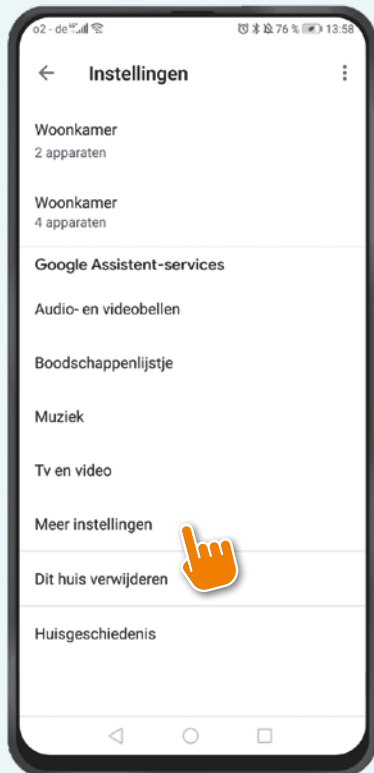 o2 - de 76 % 13:58
Instellingen
Woonkamer
2 apparaten
Woonkamer
4 apparaten
Google Assistent-services
Audio- en videobellen
Boodschappenlijstje
Muziek
Tv en video
Meer instellingen
Dit huis verwijderen
Huisgeschiedenis